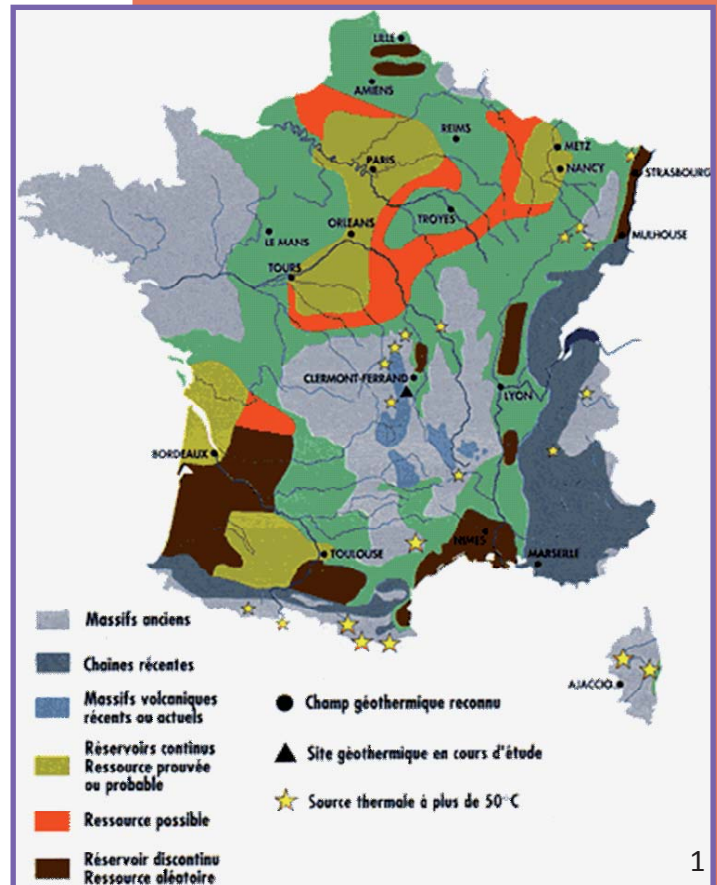 LILLE
AMIENS
REIMS
METZ
PARIS
NANCY
STRASBOURG
ORLEANS
TROYES
LE MANS
MULHOUSE
TOURS
CLERMONT-FERRAND
LYON
BORDEAUX
NIMES
TOULOUSE
MARSEILLE
AJACCIO
Massifs anciens
Chaînes récentes
Massifs volcaniques
récents ou actuels
Réservoirs continus
Ressource prouvée
ou probable
Ressource possible
Réservoir discontinu
Ressource aléatoire
Champ géothermique reconnu
Site géothermique en cours d'étude
Source thermale à plus de 50°C
1